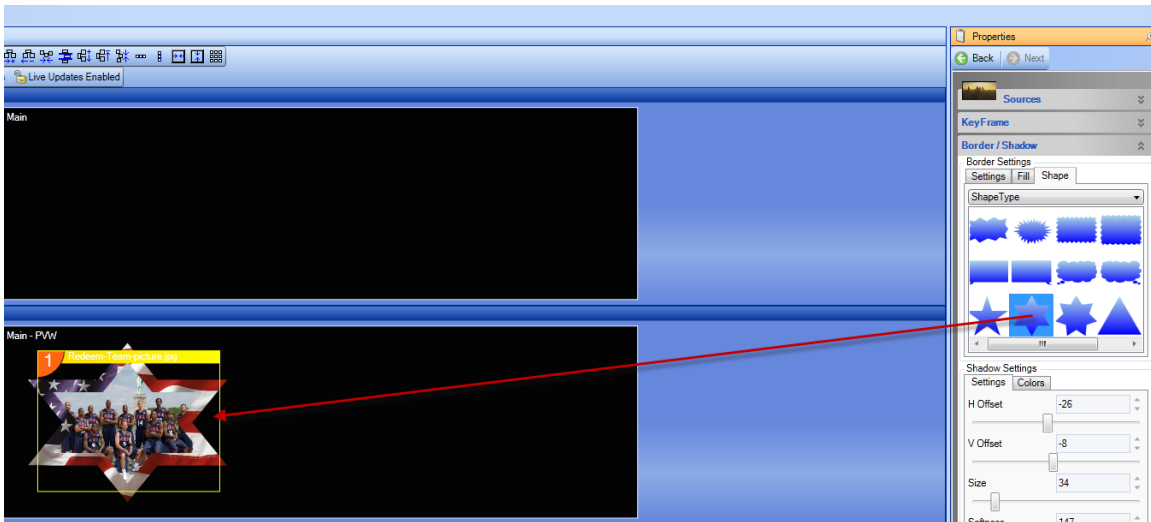 Properties
Back
Next
Live Updates Enabled
Sources
KeyFrame
Border / Shadow
Border Settings
Settings
Fill
Shape
ShapeType
Main
Main - PVW
1
Redeem-Team-picture.jpg
Shadow Settings
Settings
Colors
H Offset
-26
V Offset
-8
Size
34
Softness
147